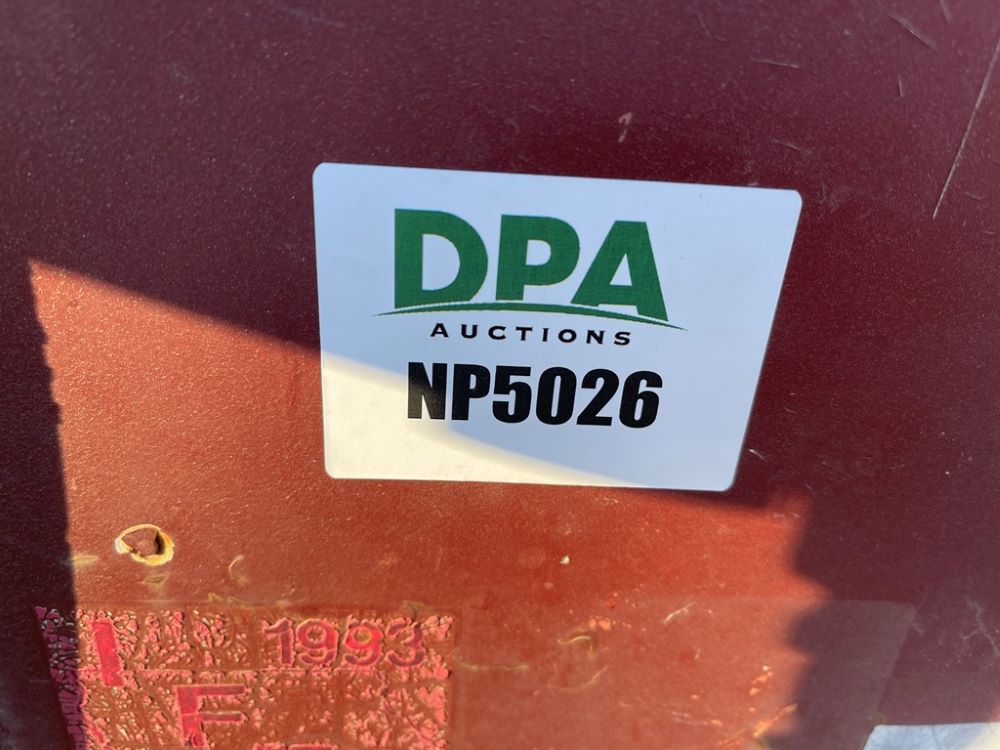 DPA
AUCTIONS
NP5026
1993
F